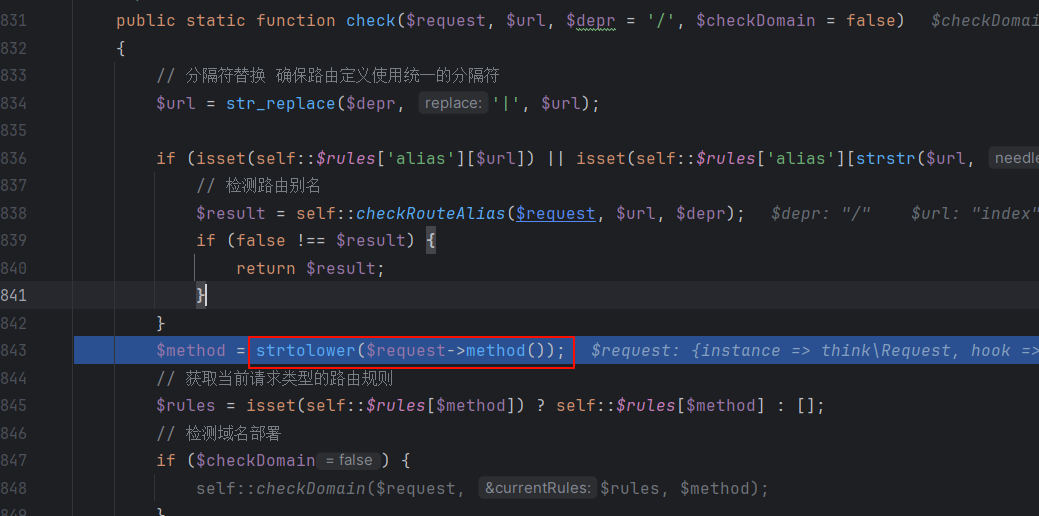 831 public static function check($request, $url, $depr = '/', $checkDomain = false) $checkDomai
832 {
833 // 分隔符替换 确保路由定义使用统一的分隔符
834 $url = str_replace($depr, replace: '|', $url);
835
836 if (isset(self::$rules['alias'][$url]) || isset(self::$rules['alias'][strstr($url, needle
837 // 检测路由别名
838 $result = self::checkRouteAlias($request, $url, $depr); $depr: "/" $url: "index"
839 if (false !== $result) {
840 return $result;
841 }
842 }
843 $method = strtolower($request->method()); $request: {instance => think\Request, hook =>
844 // 获取当前请求类型的路由规则
845 $rules = isset(self::$rules[$method]) ? self::$rules[$method] : [];
846 // 检测域名部署
847 if ($checkDomain = false ) {
848 self::checkDomain($request, &currentRules: $rules, $method);
849 }